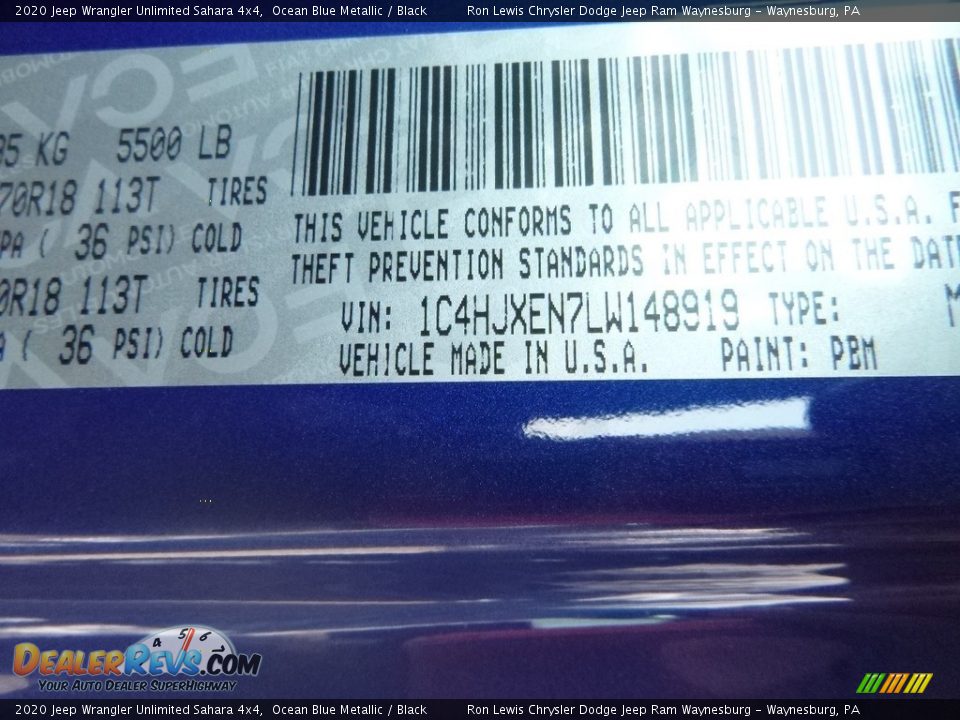 2020 Jeep Wrangler Unlimited Sahara 4x4, Ocean Blue Metallic / Black Ron Lewis Chrysler Dodge Jeep Ram Waynesburg - Waynesburg, PA
KG 5500 LB
70R18 113T TIRES
PA ( 36 PSI) COLD
0R18 113T TIRES
( 36 PSI) COLD
THIS VEHICLE CONFORMS TO ALL APPLICABLE U.S.A. F
THEFT PREVENTION STANDARDS IN EFFECT ON THE DAT
VIN: 1C4HJXEN7LW148919 TYPE: M
VEHICLE MADE IN U.S.A. PAINT: PBM
4 5 6
DEALERREVS.COM
YOUR AUTO DEALER SUPERHIGHWAY
2020 Jeep Wrangler Unlimited Sahara 4x4, Ocean Blue Metallic / Black Ron Lewis Chrysler Dodge Jeep Ram Waynesburg - Waynesburg, PA